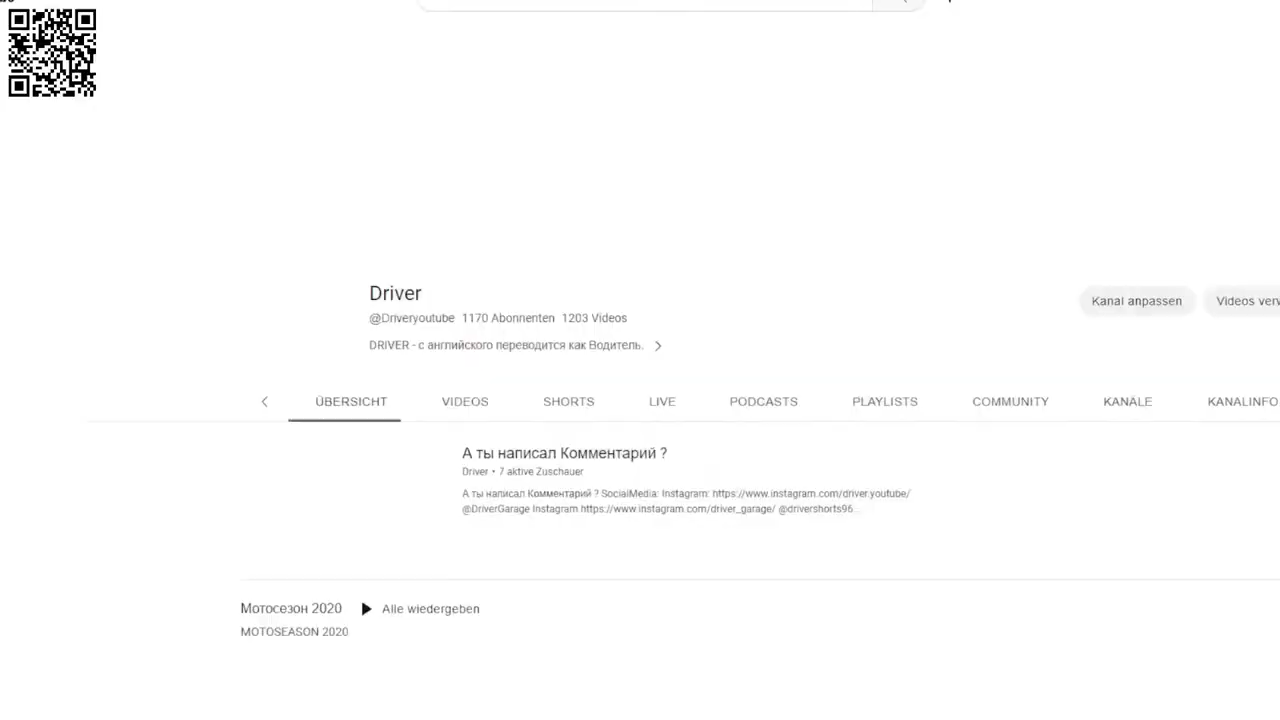 Driver
@Driveryoutube 1170 Abonnenten 1203 Videos
DRIVER - с английского переводится как Водитель.
Kanal anpassen
Videos
ÜBERSICHT
VIDEOS
SHORTS
LIVE
PODCASTS
PLAYLISTS
COMMUNITY
KANÄLE
KANALINFO
А ты написал Комментарий ?
Driver • 7 aktive Zuschauer
А ты написал Комментарий ? SocialMedia: Instagram: https://www.instagram.com/driver.youtube/
@DriverGarage Instagram https://www.instagram.com/driver_garage/ @drivershorts96...
Мотосезон 2020
Alle wiedergeben
MOTOSEASON 2020